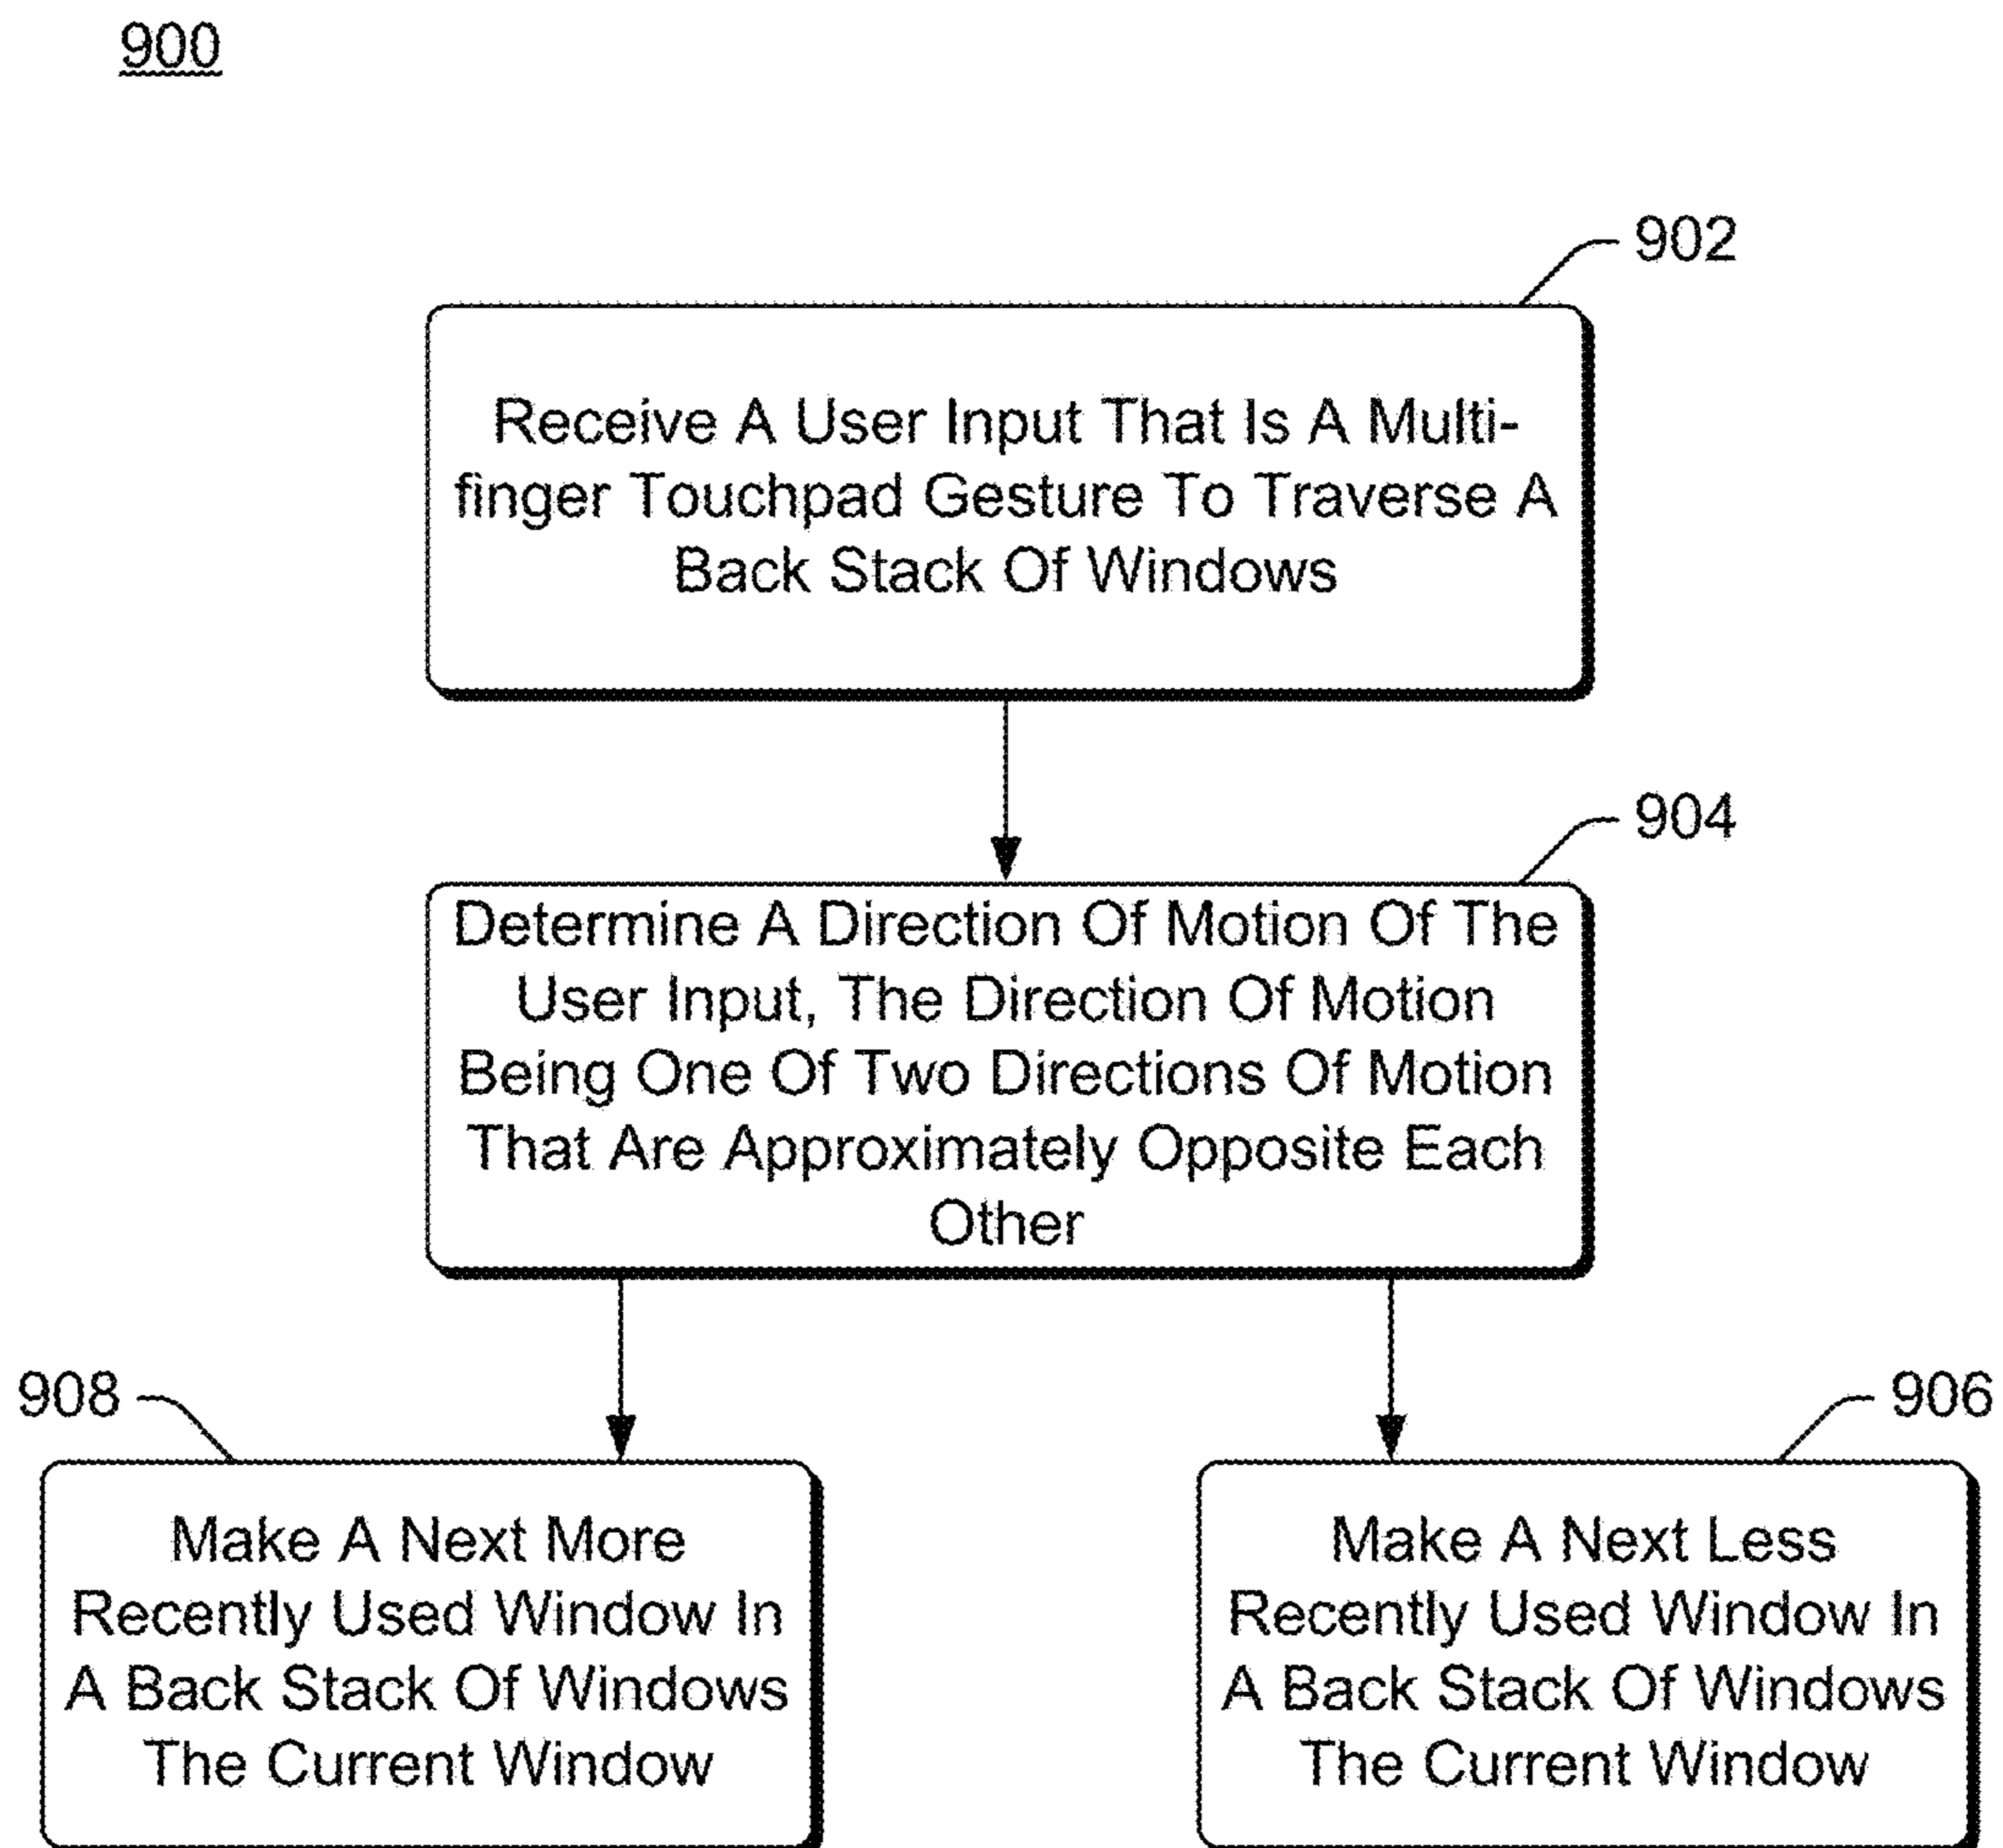 900
902
Receive A User Input That Is A Multi-
finger Touchpad Gesture To Traverse A
Back Stack Of Windows
904
Determine A Direction Of Motion Of The
User Input, The Direction Of Motion
Being One Of Two Directions Of Motion
That Are Approximately Opposite Each
Other
908
Make A Next More
Recently Used Window In
A Back Stack Of Windows
The Current Window
906
Make A Next Less
Recently Used Window In
A Back Stack Of Windows
The Current Window